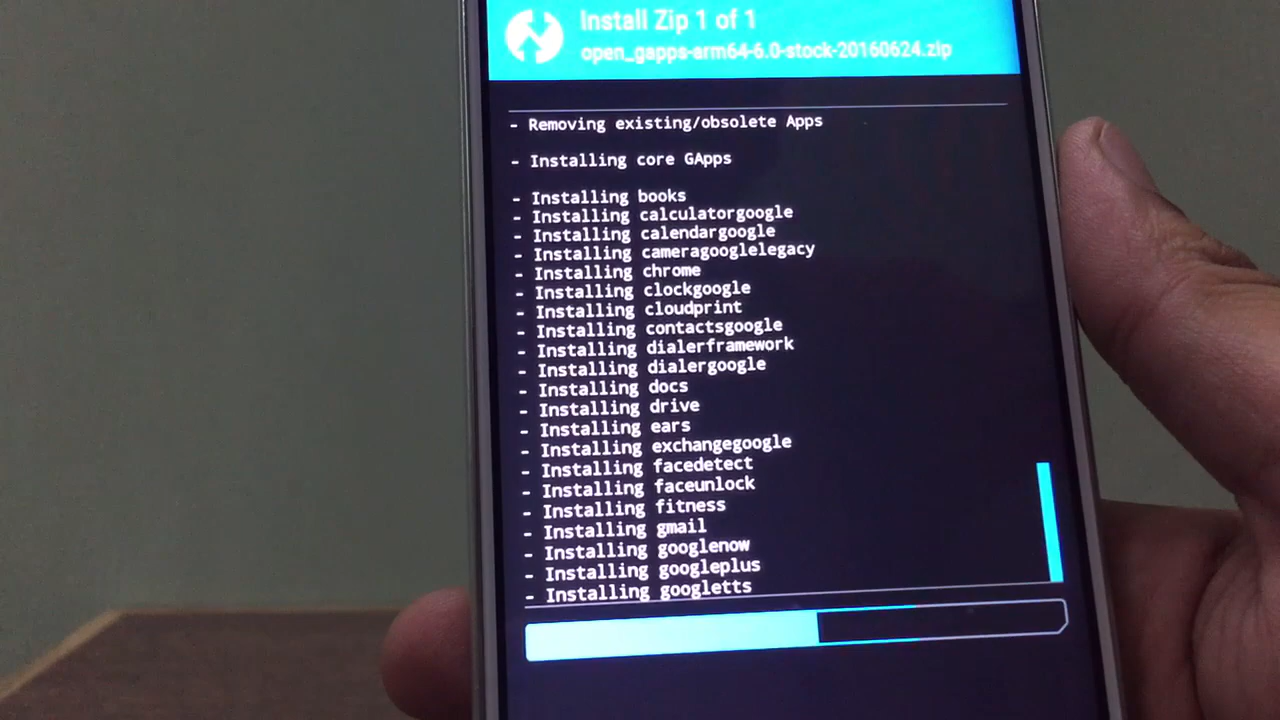 Install Zip 1 of 1
open_gapps-arm64-6.0-stock-20160624.zip
- Removing existing/obsolete Apps
- Installing core GApps
- Installing books
- Installing calculatorgoogle
- Installing calendargoogle
- Installing cameragooglelegacy
- Installing chrome
- Installing clockgoogle
- Installing cloudprint
- Installing contactsgoogle
- Installing dialerframework
- Installing dialergoogle
- Installing docs
- Installing drive
- Installing ears
- Installing exchangegoogle
- Installing facedetect
- Installing faceunlock
- Installing fitness
- Installing gmail
- Installing googlenow
- Installing googleplus
- Installing googletts